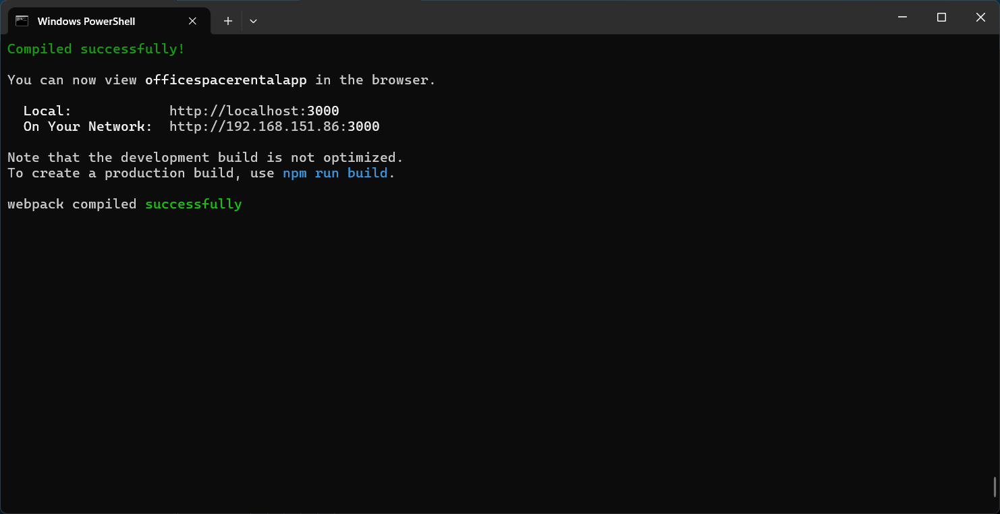 Windows PowerShell
Compiled successfully!
You can now view officespacerentalapp in the browser.
Local: http://localhost:3000
On Your Network: http://192.168.151.86:3000
Note that the development build is not optimized.
To create a production build, use npm run build.
webpack compiled successfully